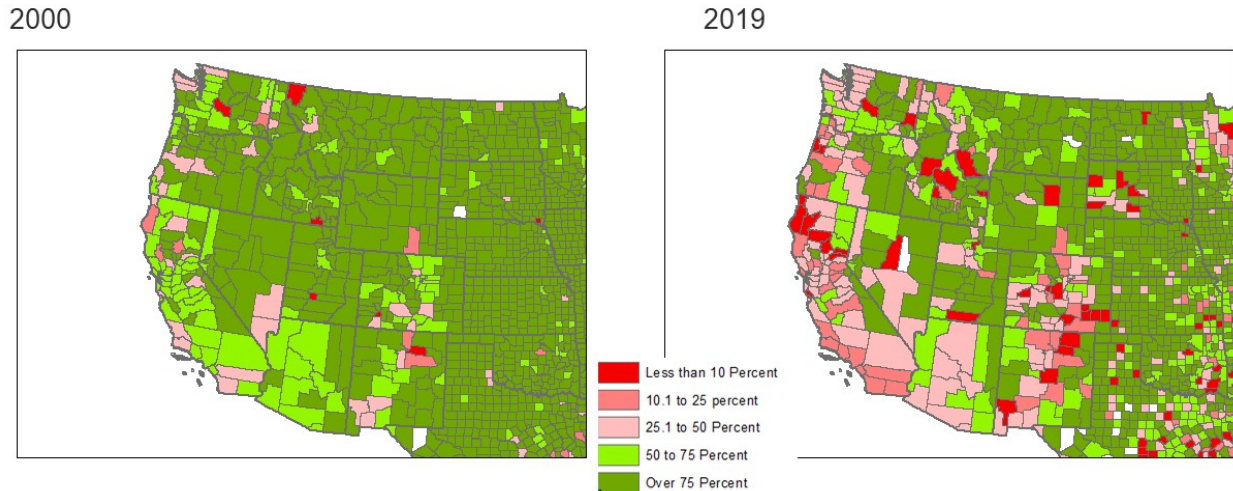 2000
2019
Less than 10 Percent
10.1 to 25 percent
25.1 to 50 Percent
50 to 75 Percent
Over 75 Percent